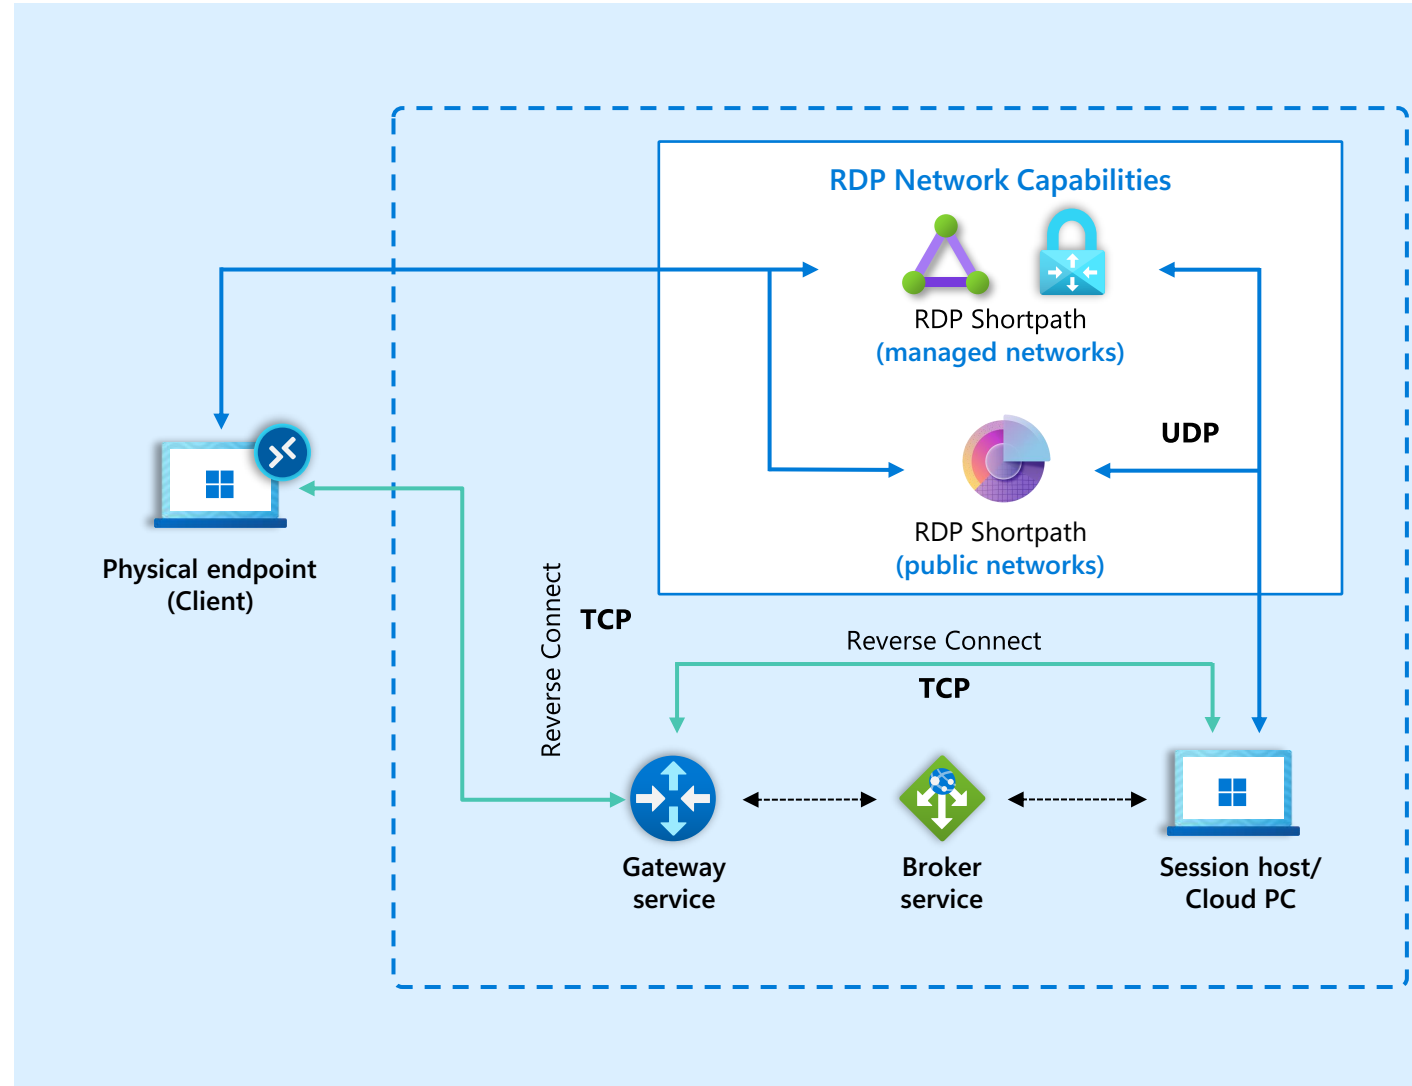 RDP Network Capabilities
RDP Shortpath
(managed networks)
UDP
RDP Shortpath
(public networks)
Physical endpoint
(Client)
Reverse Connect
TCP
Reverse Connect
TCP
Gateway
service
Broker
service
Session host/
Cloud PC